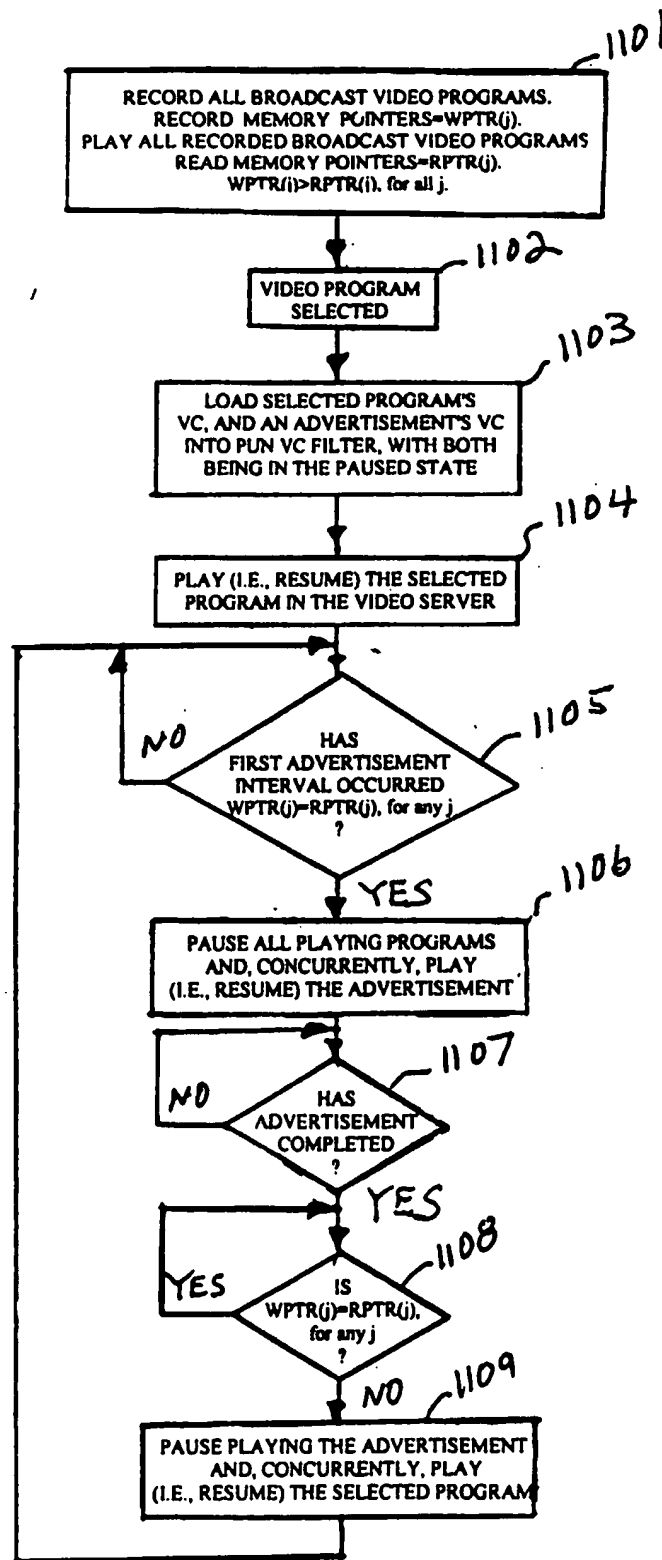 1101
RECORD ALL BROADCAST VIDEO PROGRAMS.
RECORD MEMORY POINTERS=WPTR(j).
PLAY ALL RECORDED BROADCAST VIDEO PROGRAMS
READ MEMORY POINTERS=RPTR(j).
WPTR(j)>RPTR(j), for all j.
1102
VIDEO PROGRAM
SELECTED
1103
LOAD SELECTED PROGRAM'S
VC, AND AN ADVERTISEMENT'S VC
INTO PUN VC FILTER, WITH BOTH
BEING IN THE PAUSED STATE
1104
PLAY (I.E., RESUME) THE SELECTED
PROGRAM IN THE VIDEO SERVER
NO
1105
HAS
FIRST ADVERTISEMENT
INTERVAL OCCURRED
WPTR(j)=RPTR(j), for any j
?
YES
1106
PAUSE ALL PLAYING PROGRAMS
AND, CONCURRENTLY, PLAY
(I.E., RESUME) THE ADVERTISEMENT
NO
1107
HAS
ADVERTISEMENT
COMPLETED
?
YES
YES
1108
IS
WPTR(j)=RPTR(j),
for any j
?
NO
1109
PAUSE PLAYING THE ADVERTISEMENT
AND, CONCURRENTLY, PLAY
(I.E., RESUME) THE SELECTED PROGRAM